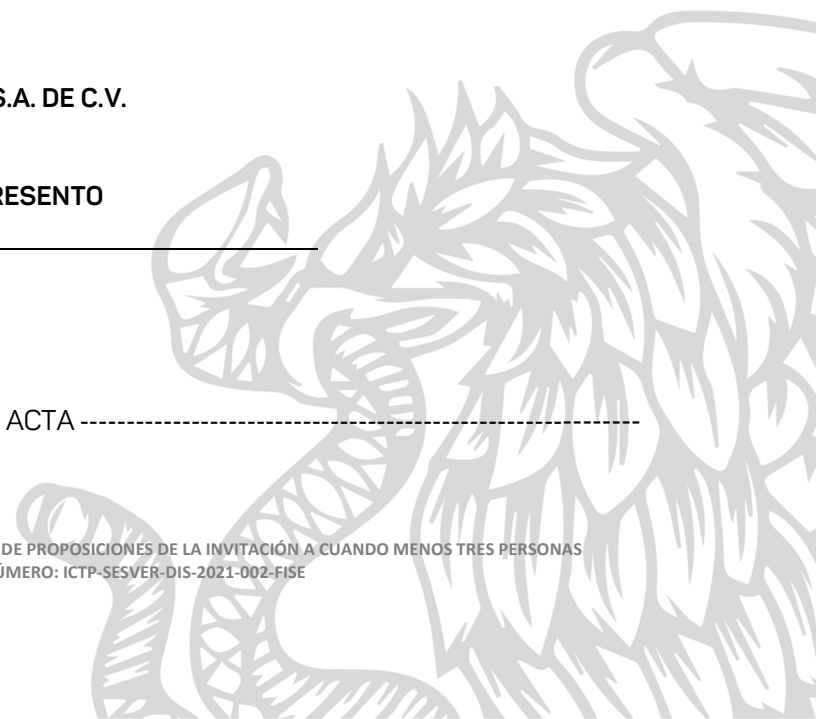 S.A. DE C.V.
RESENTO
ACTA -------------------------------------------------------------
DE PROPOSICIONES DE LA INVITACIÓN A CUANDO MENOS TRES PERSONAS
ÚMERO: ICTP-SESVER-DIS-2021-002-FISE